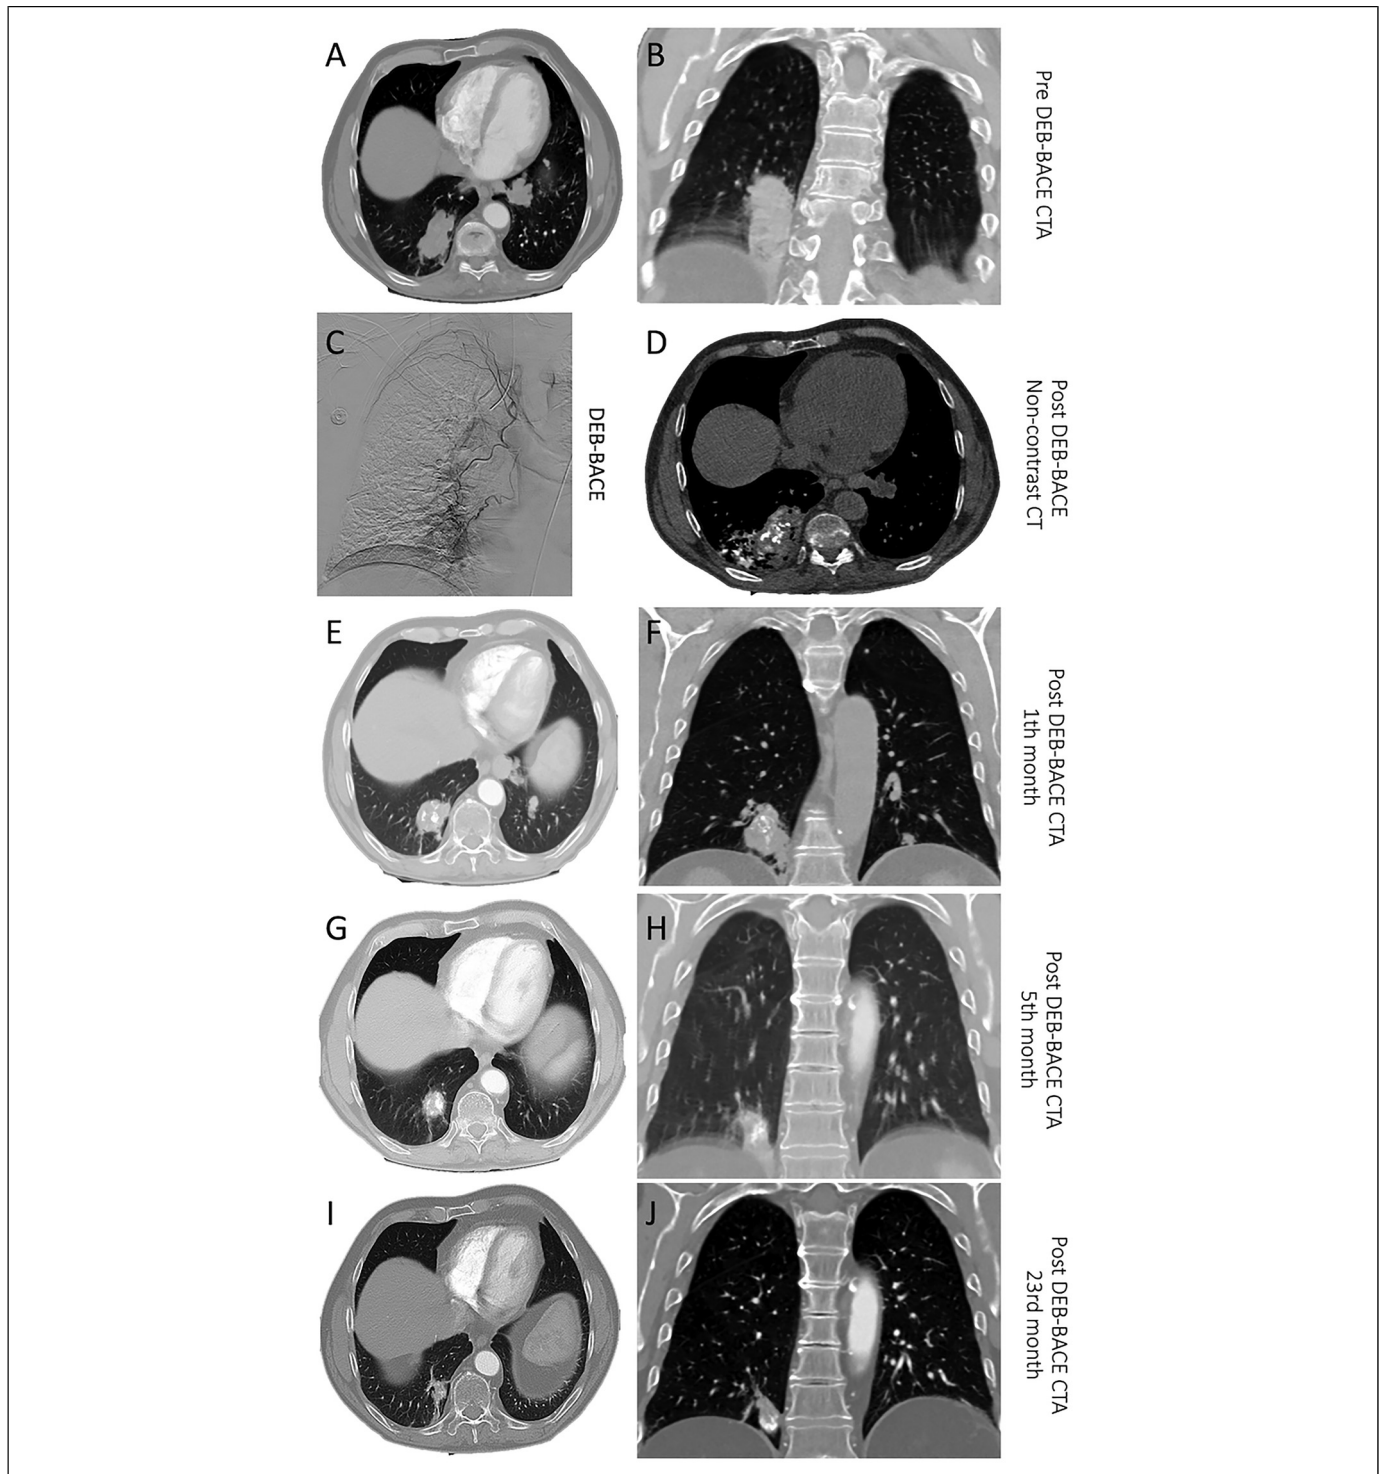 A
B
Pre DEB-BACE CTA
C
DEB-BACE
D
Post DEB-BACE
Non-contrast CT
E
F
Post DEB-BACE CTA
1th month
G
H
Post DEB-BACE CTA
5th month
I
J
Post DEB-BACE CTA
23rd month